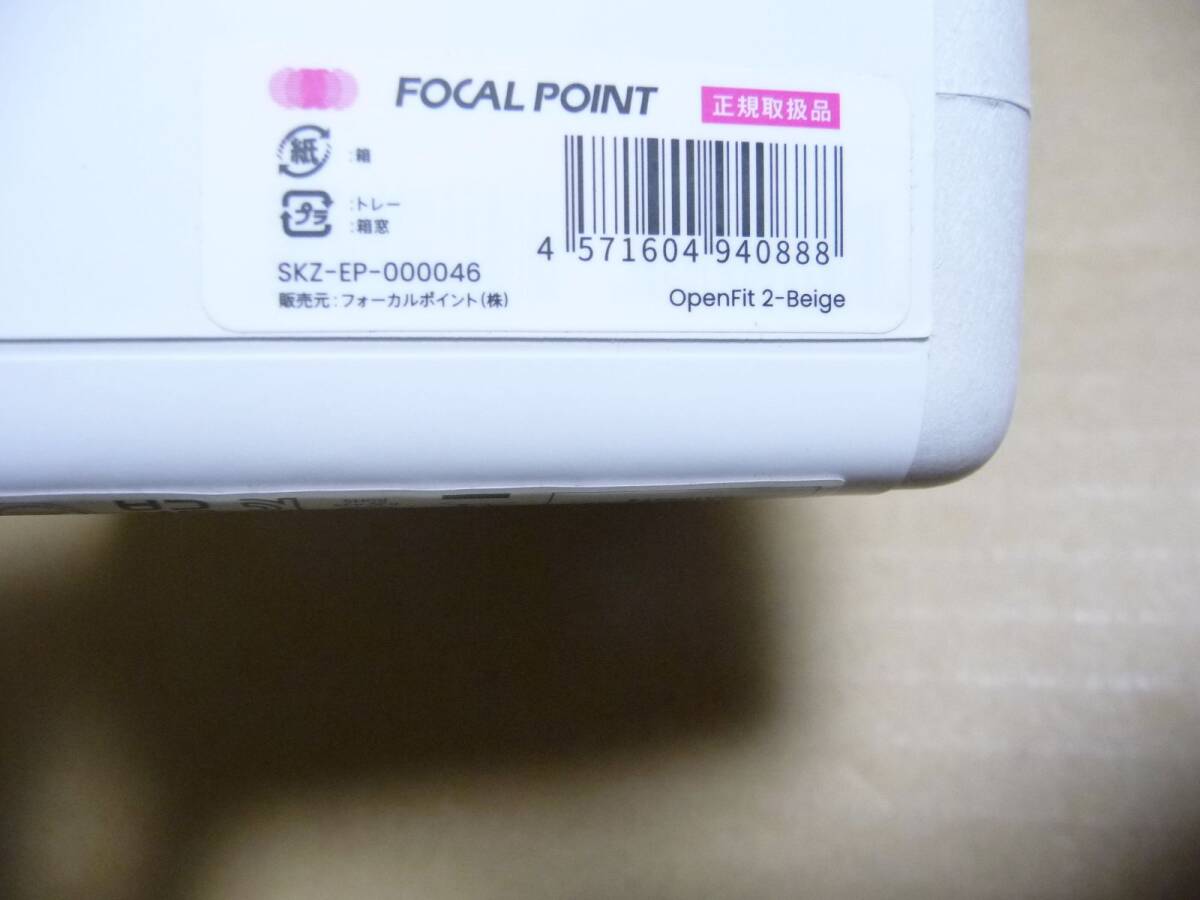 FOCAL POINT 正規取扱品
紙 :箱
プラ :トレー
:箱窓
4 571604 940888
SKZ-EP-000046
販売元:フォーカルポイント(株)
OpenFit 2-Beige